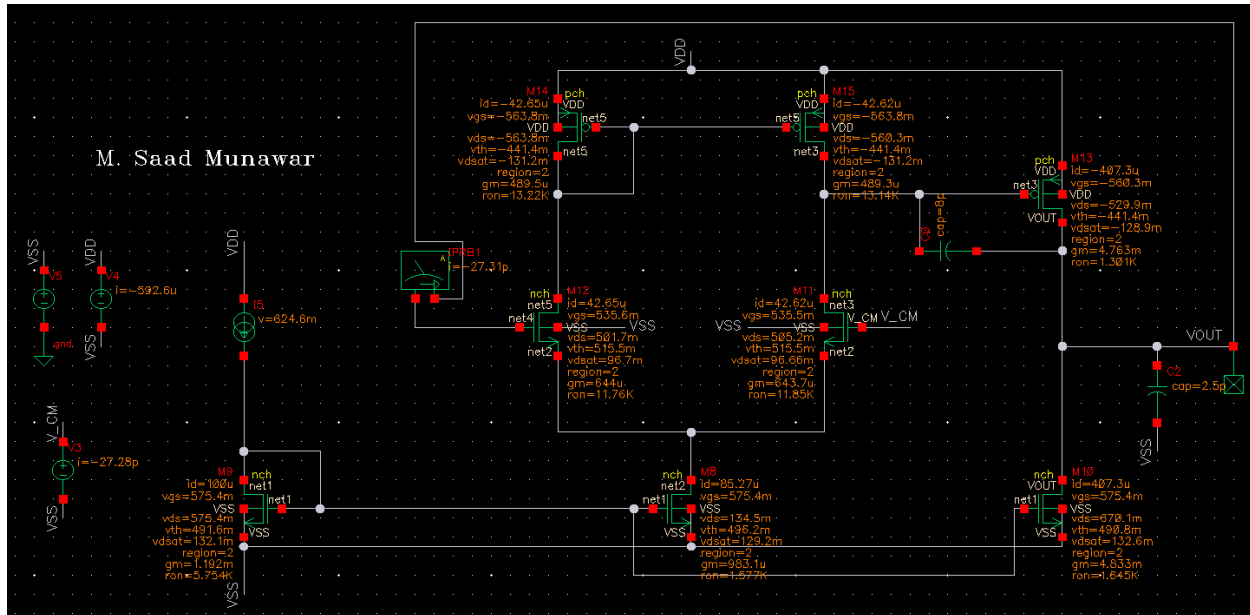 VDD
M14
pch
VDD
id=-42.65u
vgs=-563.8m
VDD
net5
vds=-563.8m
vth=-441.4m
net5
vdsat=-131.2m
region=2
gm=489.5u
ron=13.22K
M15
pch
VDD
id=-42.62u
vgs=-563.8m
net5
VDD
vds=-560.3m
vth=-441.4m
net3
vdsat=-131.2m
region=2
gm=489.3u
ron=13.14K
M13
pch
VDD
id=-407.3u
vgs=-560.3m
net3
VDD
vds=-529.9m
vth=-441.4m
VOUT
vdsat=-128.9m
region=2
gm=4.763m
ron=1.301K
M. Saad Munawar
C0
cap=8p
VSS
V5
gnd
VDD
V4
i=-592.6u
VSS
VDD
I5
v=624.6m
IPRB1
A
i=-27.31p
M12
nch
net5
id=42.65u
net4
vgs=535.6m
VSS
VSS
vds=501.7m
net2
vth=515.5m
vdsat=96.7m
region=2
gm=644u
ron=11.76K
M11
nch
net3
id=42.62u
vgs=535.5m
V_CM
V_CM
VSS
VSS
vds=505.2m
net2
vth=515.5m
vdsat=96.66m
region=2
gm=643.7u
ron=11.85K
VOUT
C2
cap=2.5p
VSS
V_CM
V3
i=-27.28p
VSS
M9
nch
net1
id=100u
vgs=575.4m
net1
VSS
vds=575.4m
vth=491.6m
VSS
vdsat=132.1m
region=2
gm=1.192m
ron=5.754K
VSS
M8
nch
net2
id=85.27u
net1
vgs=575.4m
VSS
vds=134.5m
vth=496.2m
VSS
vdsat=129.2m
region=2
gm=983.1u
ron=1.577K
M10
nch
VOUT
id=407.3u
net1
vgs=575.4m
VSS
vds=670.1m
vth=490.8m
VSS
vdsat=132.6m
region=2
gm=4.833m
ron=1.645K